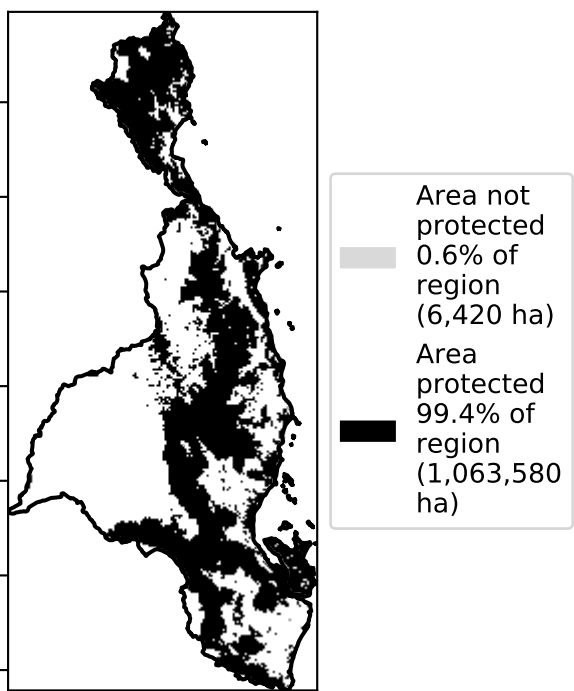 Area not
protected
0.6% of
region
(6,420 ha)
Area
protected
99.4% of
region
(1,063,580
ha)